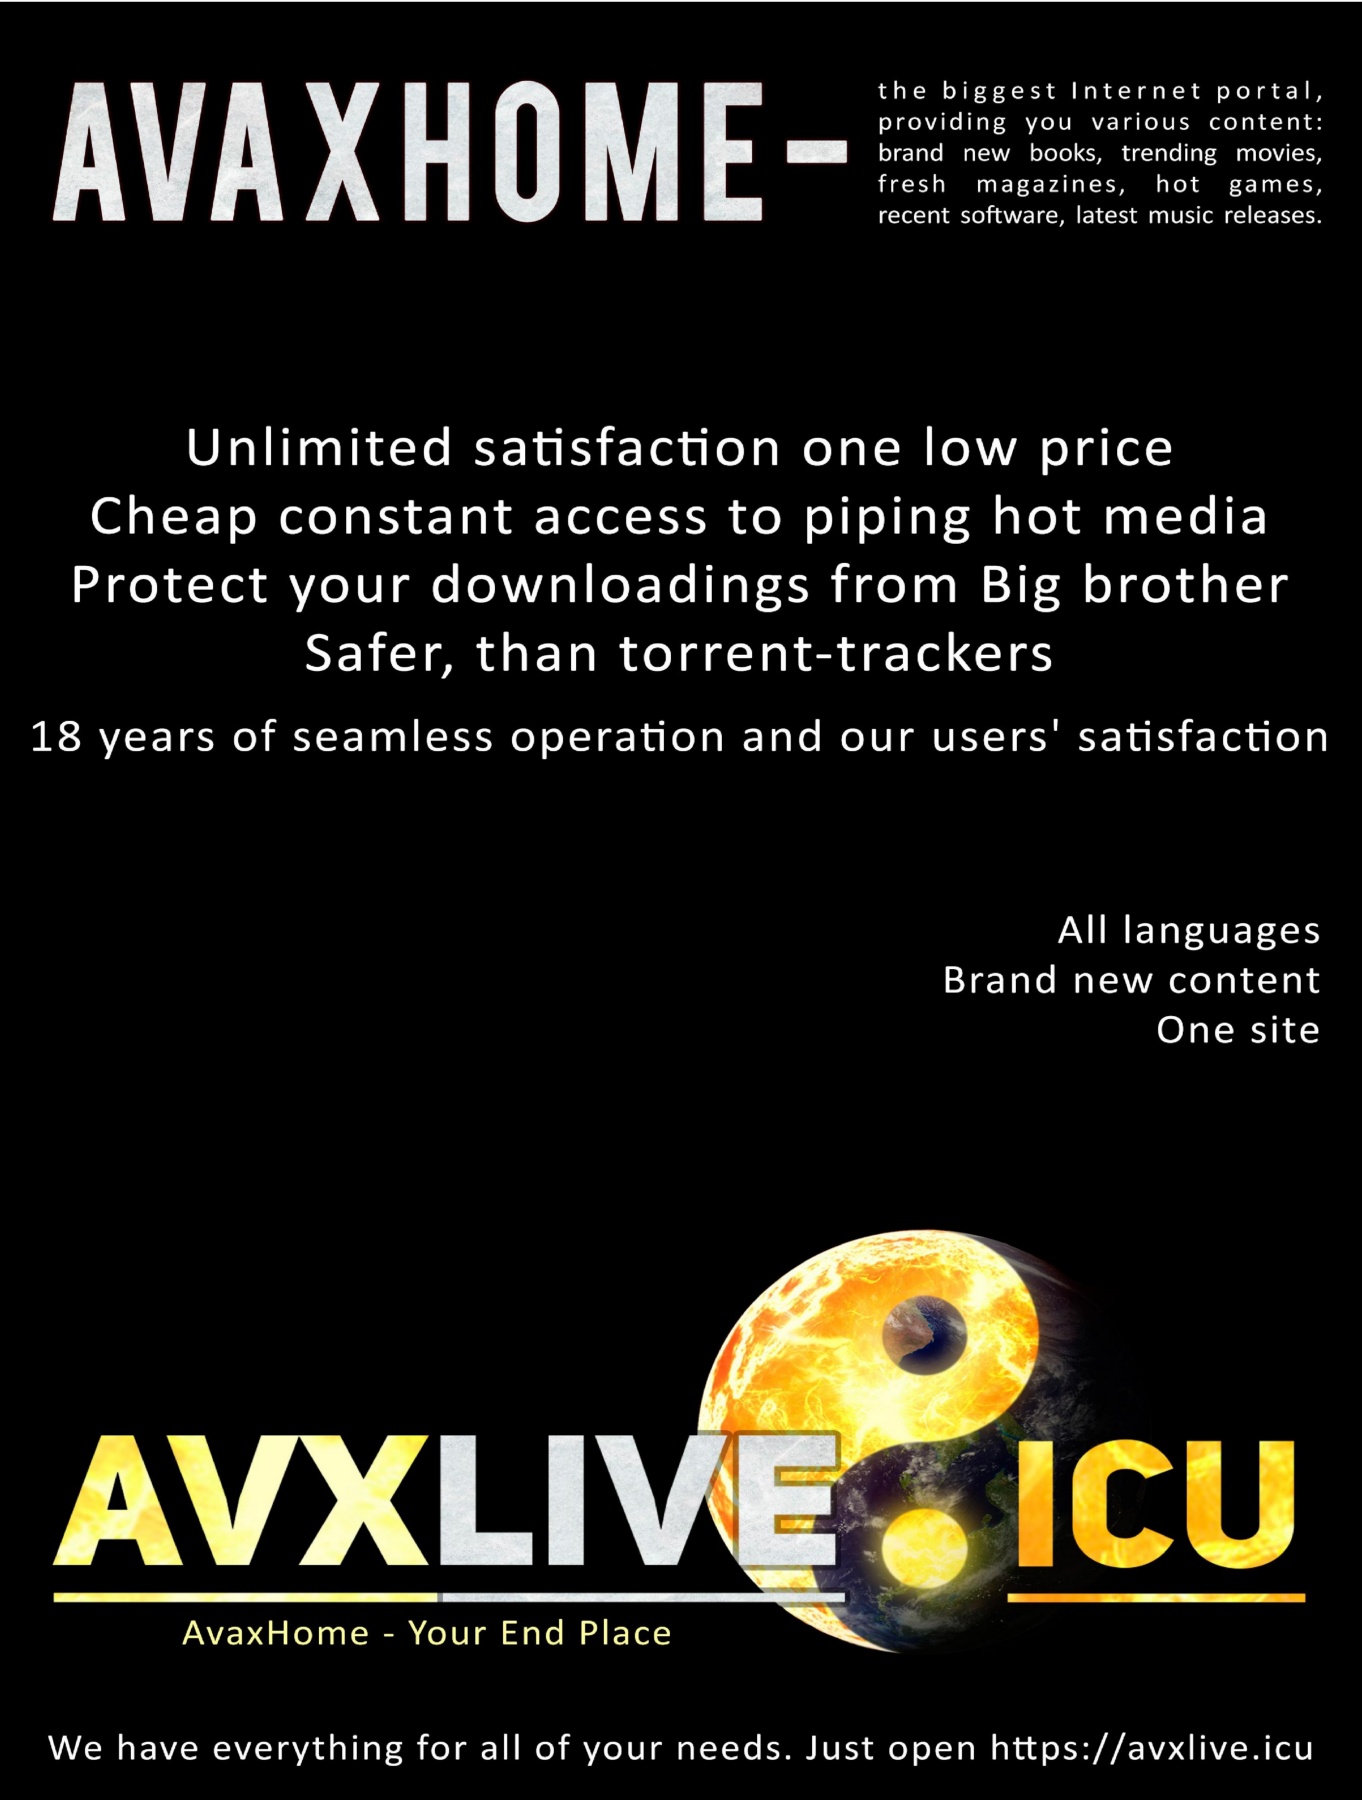 AVAXHOME-
the biggest Internet portal,
providing you various content:
brand new books, trending movies,
fresh magazines, hot games,
recent software, latest music releases.
Unlimited satisfaction one low price
Cheap constant access to piping hot media
Protect your downloadings from Big brother
Safer, than torrent-trackers
18 years of seamless operation and our users' satisfaction
All languages
Brand new content
One site
AVXLIVE.ICU
AvaxHome - Your End Place
We have everything for all of your needs. Just open https://avxlive.icu